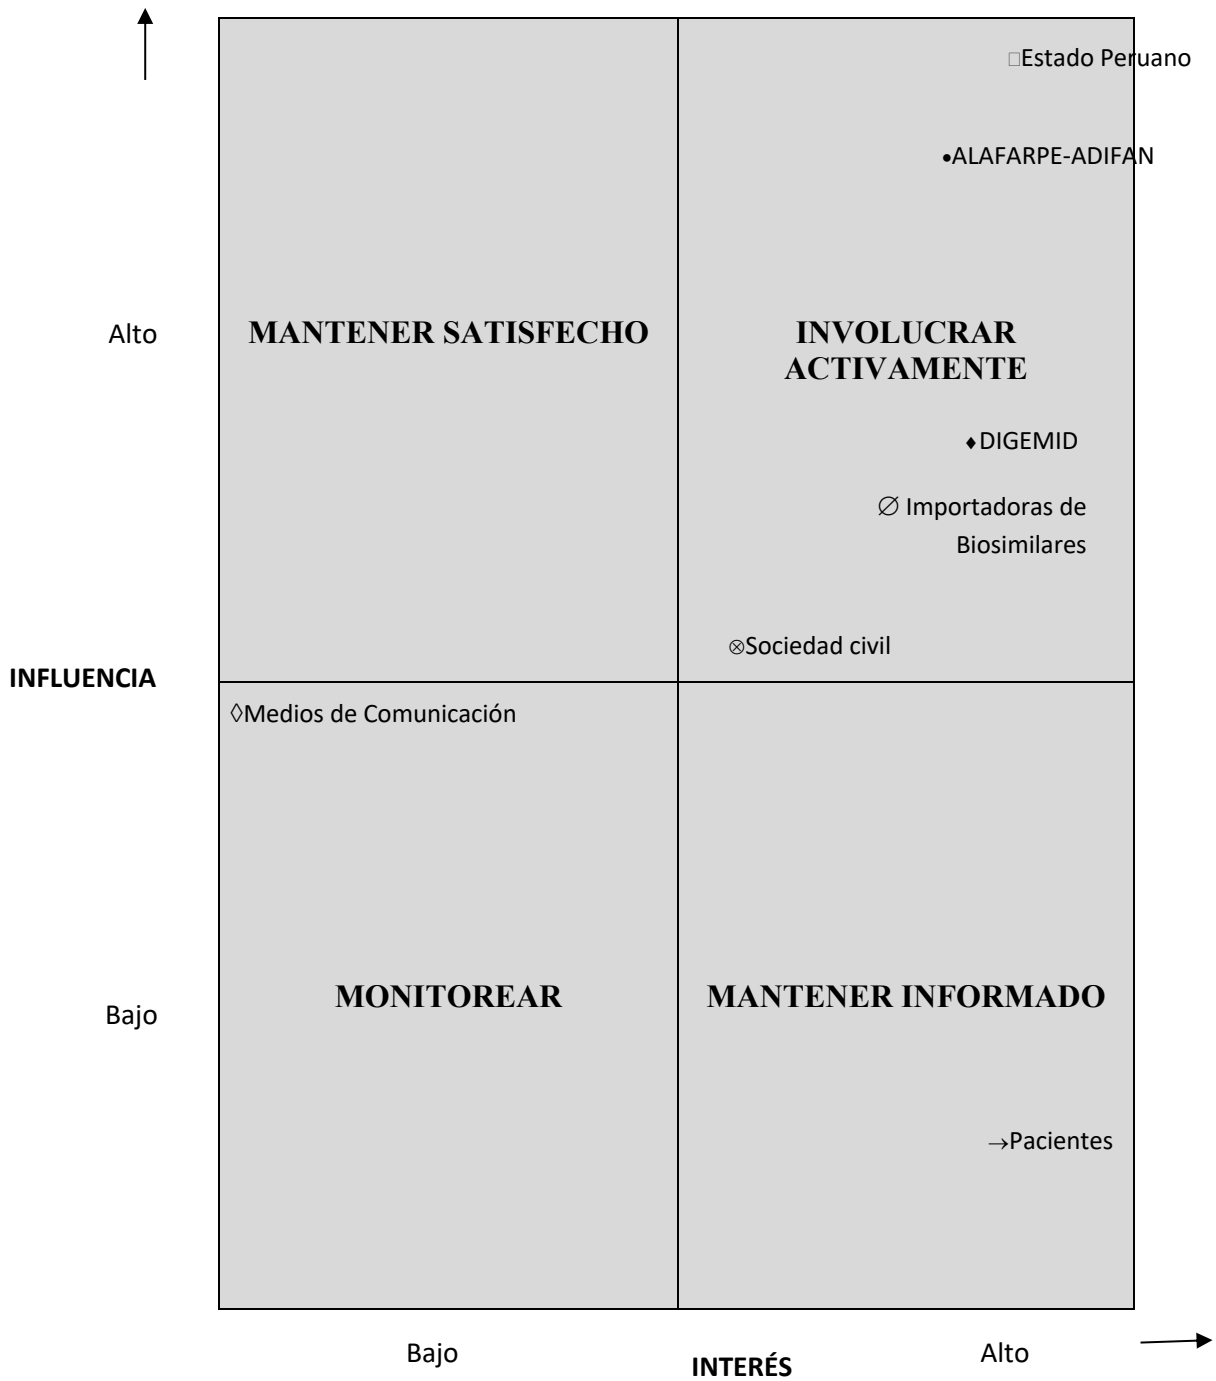 □Estado Peruano
•ALAFARPE-ADIFAN
Alto
MANTENER SATISFECHO
INVOLUCRAR
ACTIVAMENTE
♦DIGEMID
∅ Importadoras de
Biosimilares
⊗Sociedad civil
INFLUENCIA
◊Medios de Comunicación
Bajo
MONITOREAR
MANTENER INFORMADO
→Pacientes
Bajo
INTERÉS
Alto